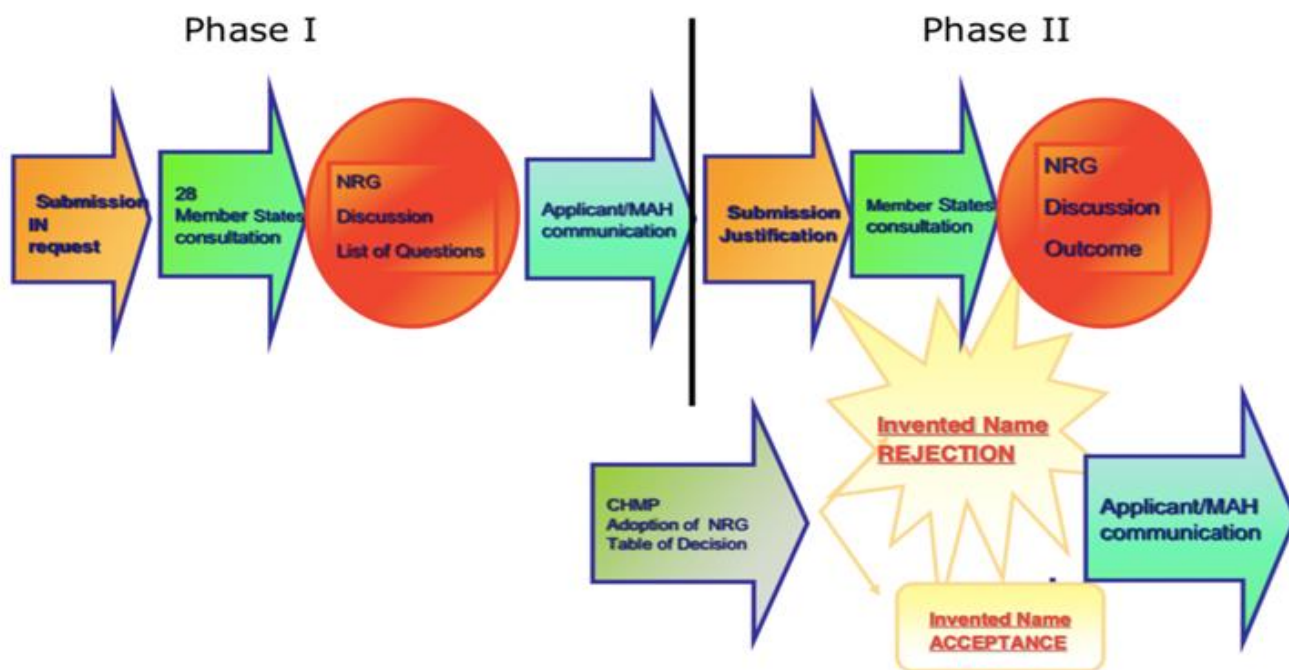 Phase I
Phase II
Submission
IN
request
28
Member States
consultation
NRG
Discussion
List of Questions
Applicant/MAH
communication
Submission
Justification
Member States
consultation
NRG
Discussion
Outcome
CHMP
Adoption of NRG
Table of Decision
Invented Name
REJECTION
Invented Name
ACCEPTANCE
Applicant/MAH
communication